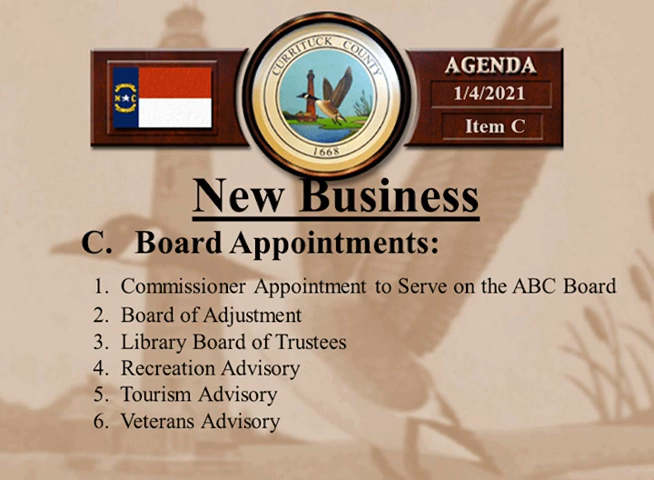 CURRITUCK COUNTY
1668
N C
AGENDA
1/4/2021
Item C
New Business
C. Board Appointments:
1. Commissioner Appointment to Serve on the ABC Board
2. Board of Adjustment
3. Library Board of Trustees
4. Recreation Advisory
5. Tourism Advisory
6. Veterans Advisory